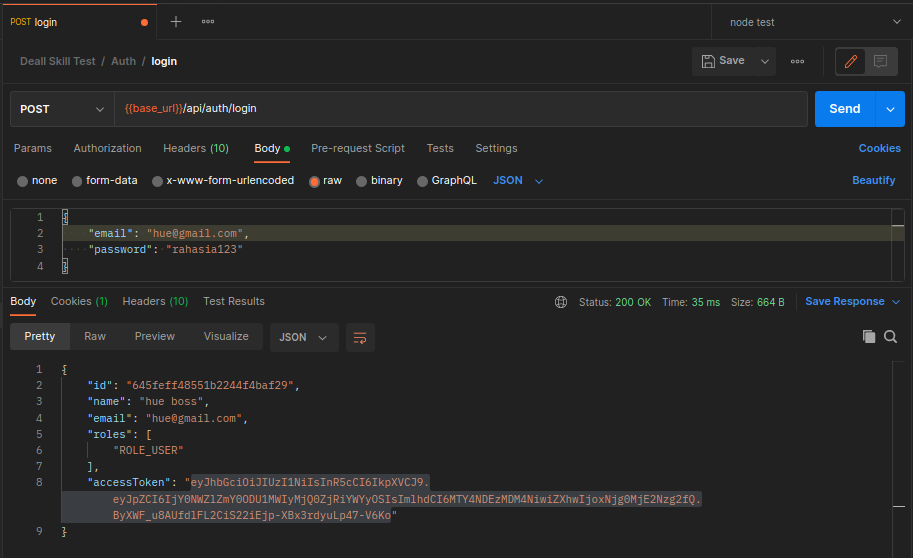 POST login
node test
Deall Skill Test / Auth / login
Save
POST
{{base_url}}/api/auth/login
Send
Params Authorization Headers (10) Body Pre-request Script Tests Settings Cookies
none form-data x-www-form-urlencoded raw binary GraphQL JSON Beautify
1 {
2 "email": "hue@gmail.com",
3 "password": "rahasia123"
4 }
Body Cookies (1) Headers (10) Test Results Status: 200 OK Time: 35 ms Size: 664 B Save Response
Pretty Raw Preview Visualize JSON
1 {
2 "id": "645feff48551b2244f4baf29",
3 "name": "hue boss",
4 "email": "hue@gmail.com",
5 "roles": [
6 "ROLE_USER"
7 ],
8 "accessToken": "eyJhbGciOiJIUzI1NiIsInR5cCI6IkpXVCJ9.
eyJpZCI6IjY0NWZlZmY0ODU1MWIyMjQ0ZjRiYWYyOSIsImlhdCI6MTY4NDEzMDM4NiwiZXhwIjoxNjg0MjE2Nzg2fQ.
ByXWF_u8AUfdlFL2CiS22iEjp-XBx3rdyuLp47-V6Ko"
9 }